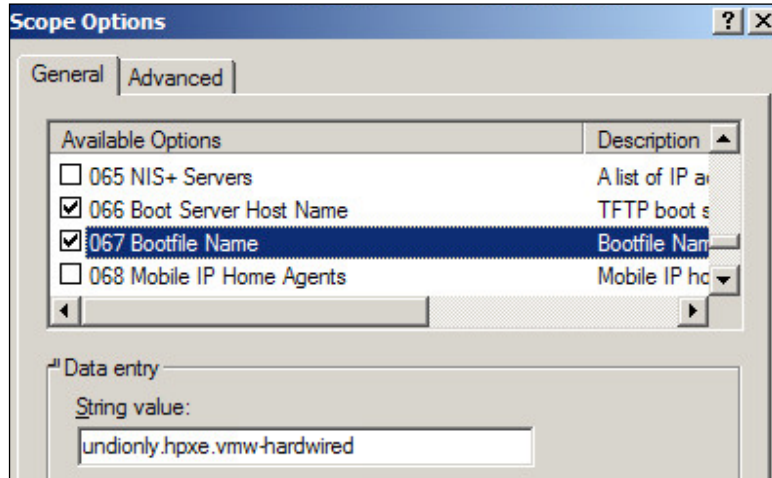 Scope Options
General Advanced
Available Options Description
065 NIS+ Servers A list of IP a
066 Boot Server Host Name TFTP boot s
067 Bootfile Name Bootfile Nam
068 Mobile IP Home Agents Mobile IP ho
Data entry
String value:
undionly.hpxe.vmw-hardwired